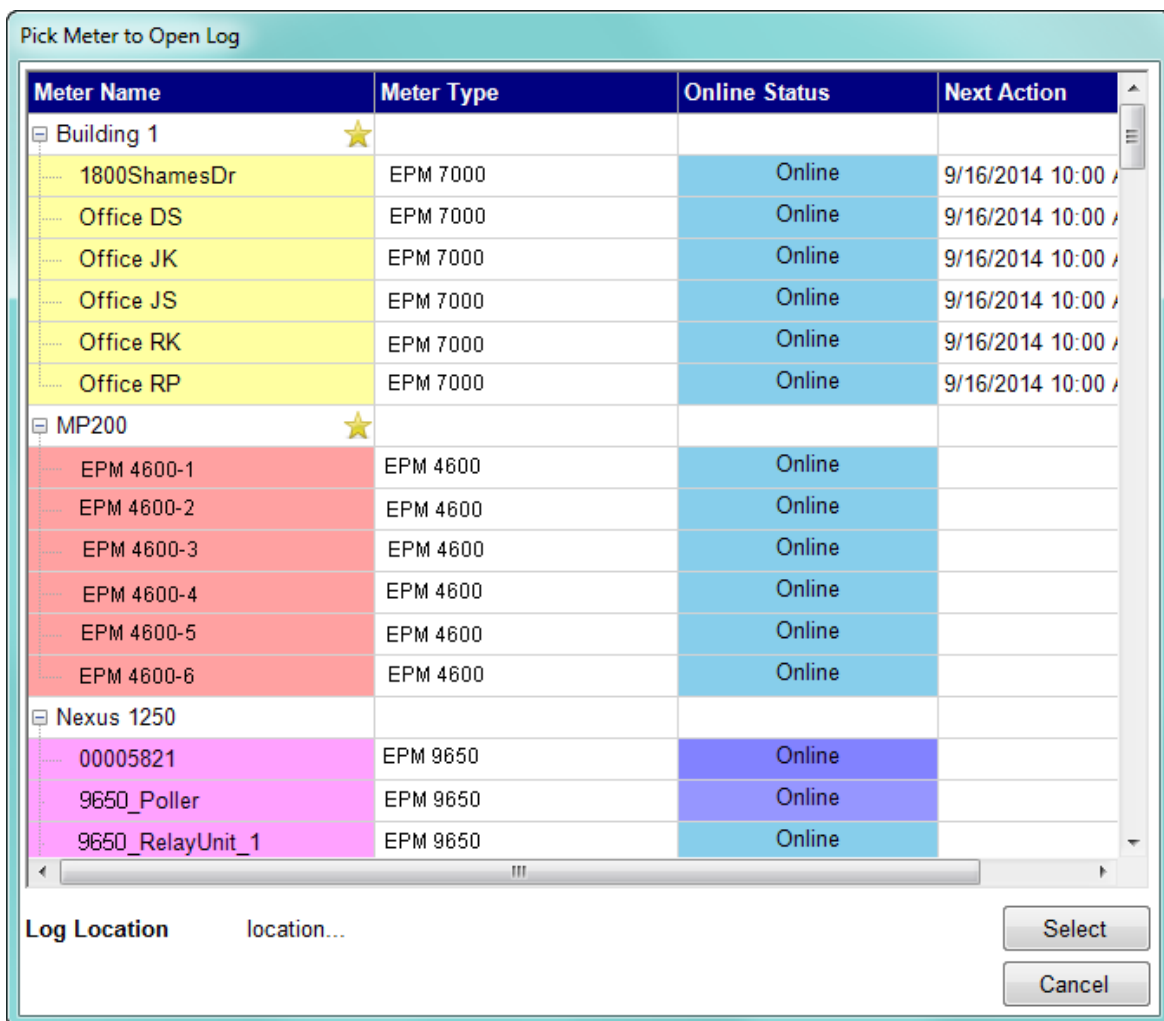 Pick Meter to Open Log
Meter Name Meter Type Online Status Next Action
Building 1
1800ShamesDr EPM 7000 Online 9/16/2014 10:00 A
Office DS EPM 7000 Online 9/16/2014 10:00 A
Office JK EPM 7000 Online 9/16/2014 10:00 A
Office JS EPM 7000 Online 9/16/2014 10:00 A
Office RK EPM 7000 Online 9/16/2014 10:00 A
Office RP EPM 7000 Online 9/16/2014 10:00 A
MP200
EPM 4600-1 EPM 4600 Online
EPM 4600-2 EPM 4600 Online
EPM 4600-3 EPM 4600 Online
EPM 4600-4 EPM 4600 Online
EPM 4600-5 EPM 4600 Online
EPM 4600-6 EPM 4600 Online
Nexus 1250
00005821 EPM 9650 Online
9650_Poller EPM 9650 Online
9650_RelayUnit_1 EPM 9650 Online
Log Location location... Select
Cancel